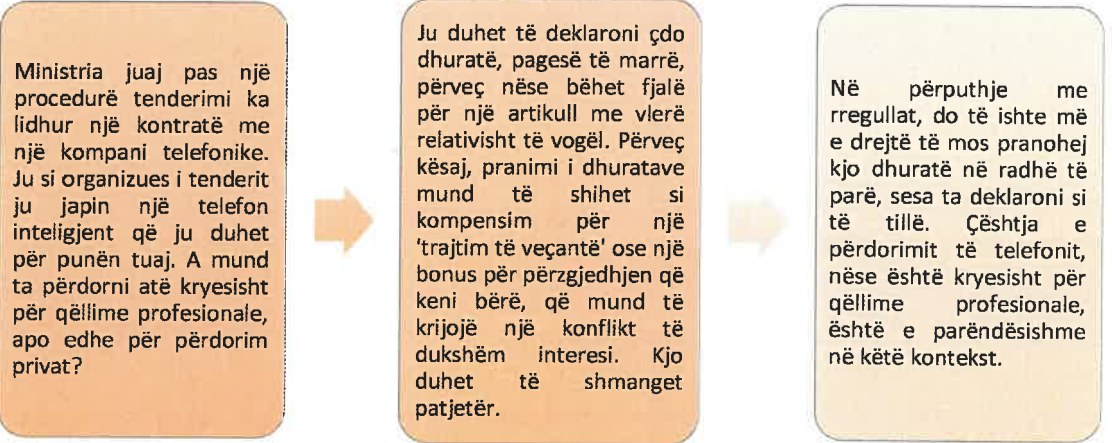 Ministria juaj pas një
procedurë tenderimi ka
lidhur një kontratë me
një kompani telefonike.
Ju si organizues i tenderit
ju japin një telefon
inteligjent që ju duhet
për punën tuaj. A mund
ta përdorni atë kryesisht
për qëllime profesionale,
apo edhe për përdorim
privat?
Ju duhet të deklaroni çdo
dhuratë, pagesë të marrë,
përveç nëse bëhet fjalë
për një artikull me vlerë
relativisht të vogël. Përveç
kësaj, pranimi i dhuratave
mund të shihet si
kompensim për një
'trajtim të veçantë' ose një
bonus për përzgjedhjen që
keni bërë, që mund të
krijojë një konflikt të
dukshëm interesi. Kjo
duhet të shmanget
patjetër.
Në përputhje me
rregullat, do të ishte më
e drejtë të mos pranohej
kjo dhuratë në radhë të
parë, sesa ta deklaroni si
të tillë. Çështja e
përdorimit të telefonit,
nëse është kryesisht për
qëllime profesionale,
është e parëndësishme
në këtë kontekst.